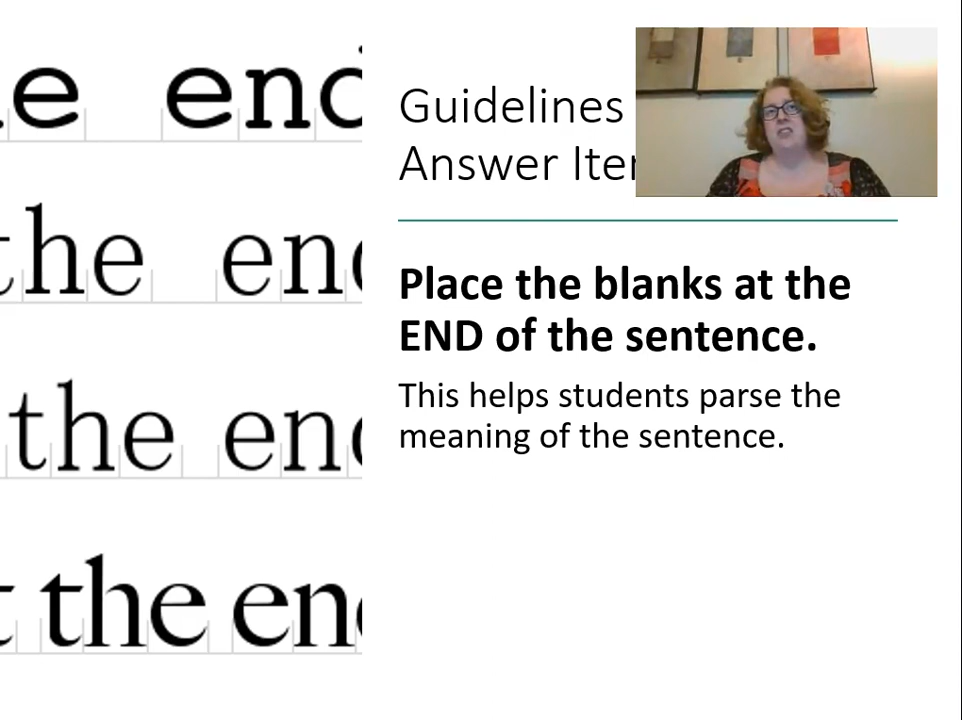 e end
the end
the end
t the end
Guidelines
Answer
Place the blanks at the
END of the sentence.
This helps students parse the
meaning of the sentence.